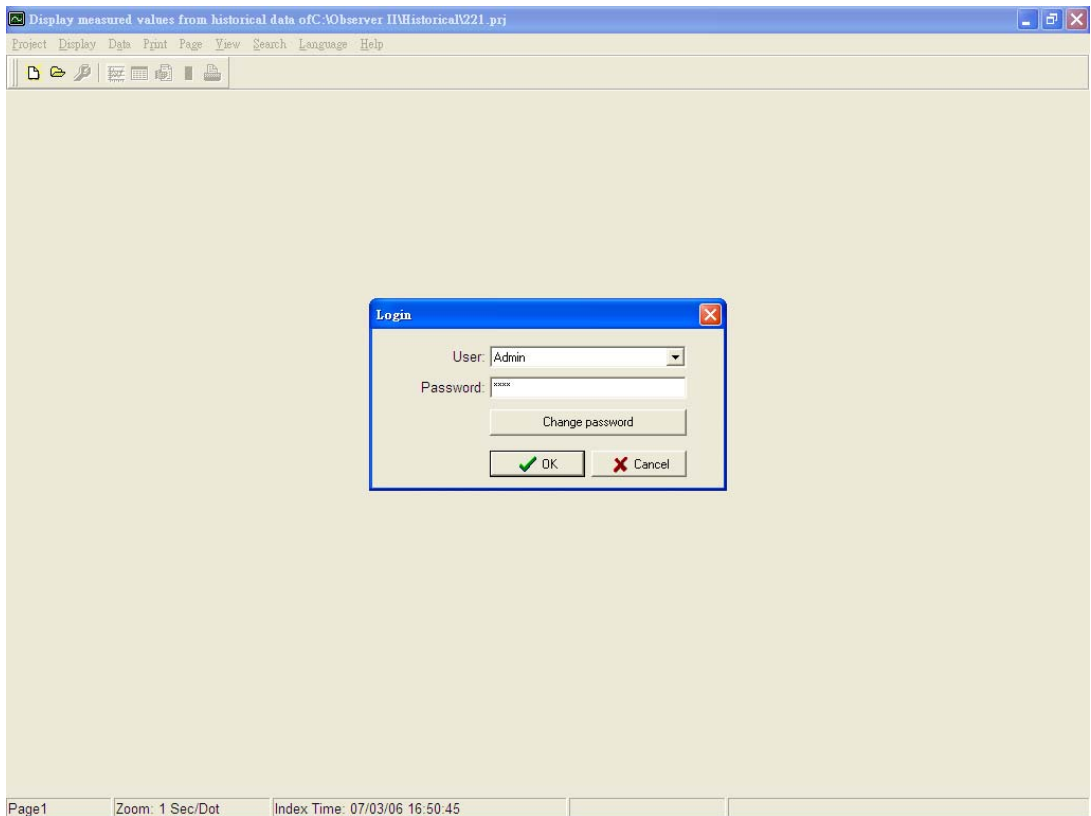 Display measured values from historical data ofC:\Observer II\Historical\221.prj
Project Display Data Print Page View Search Language Help
Login
User: Admin
Password: ****
Change password
OK Cancel
Page1 Zoom: 1 Sec/Dot Index Time: 07/03/06 16:50:45